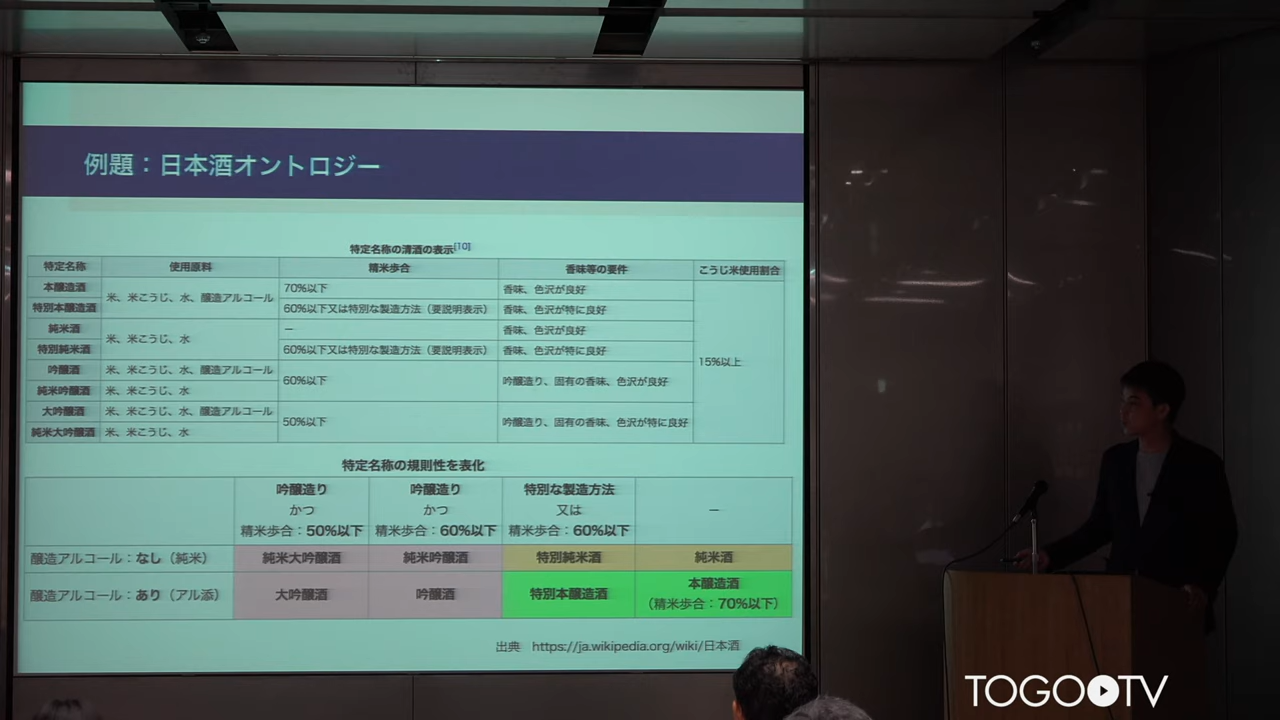 例題：日本酒オントロジー
特定名称の清酒の表示[10]
特定名称 使用原料 精米歩合 香味等の要件 こうじ米使用割合
本醸造酒 米、米こうじ、水、醸造アルコール 70%以下 香味、色沢が良好 15%以上
特別本醸造酒 60%以下又は特別な製造方法（要説明表示） 香味、色沢が特に良好
純米酒 米、米こうじ、水 ー 香味、色沢が良好
特別純米酒 60%以下又は特別な製造方法（要説明表示） 香味、色沢が特に良好
吟醸酒 米、米こうじ、水、醸造アルコール 60%以下 吟醸造り、固有の香味、色沢が良好
純米吟醸酒 米、米こうじ、水
大吟醸酒 米、米こうじ、水、醸造アルコール 50%以下 吟醸造り、固有の香味、色沢が特に良好
純米大吟醸酒 米、米こうじ、水
特定名称の規則性を表化
吟醸造り 吟醸造り 特別な製造方法
かつ かつ 又は ー
精米歩合：50%以下 精米歩合：60%以下 精米歩合：60%以下
醸造アルコール：なし（純米） 純米大吟醸酒 純米吟醸酒 特別純米酒 純米酒
醸造アルコール：あり（アル添） 大吟醸酒 吟醸酒 特別本醸造酒 本醸造酒
（精米歩合：70%以下）
出典 https://ja.wikipedia.org/wiki/日本酒
TOGO TV